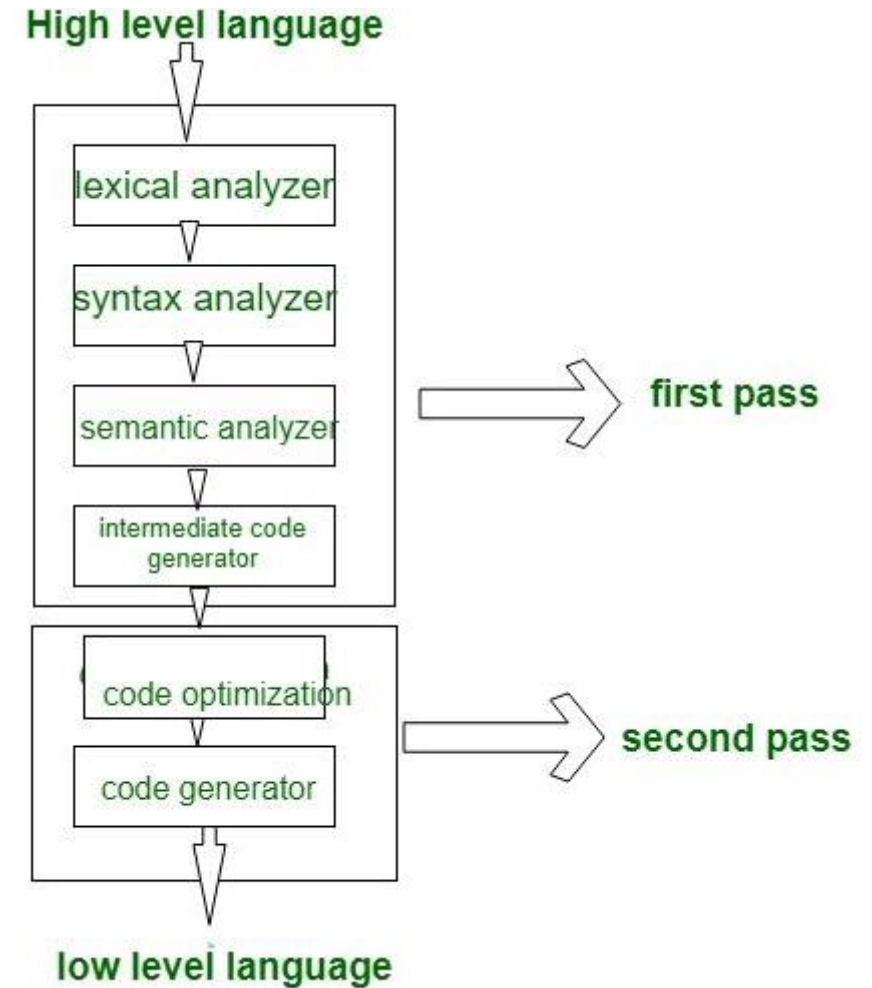 High level language
lexical analyzer
syntax analyzer
semantic analyzer
intermediate code
generator
first pass
code optimization
second pass
code generator
low level language